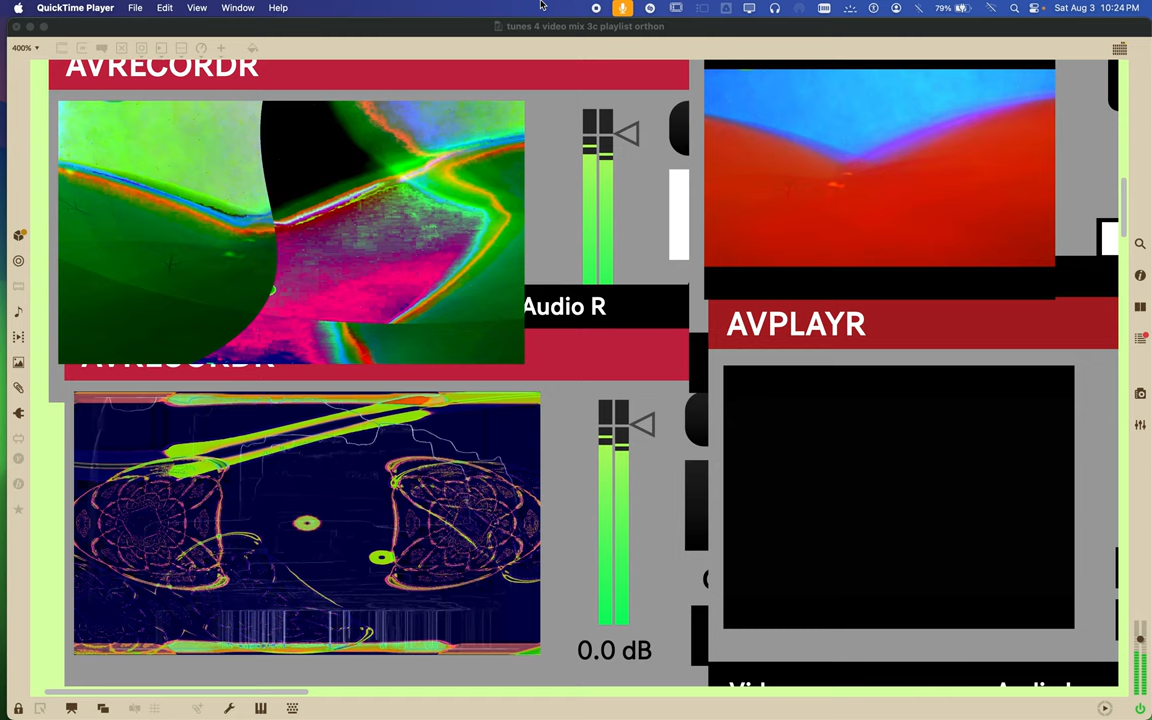 QuickTime Player File Edit View Window Help 79% Sat Aug 3 10:24 PM
tunes 4 video mix 3c playlist orthon
400%
AVRECORDR
Audio R
AVPLAYR
AVRECORDR
0.0 dB